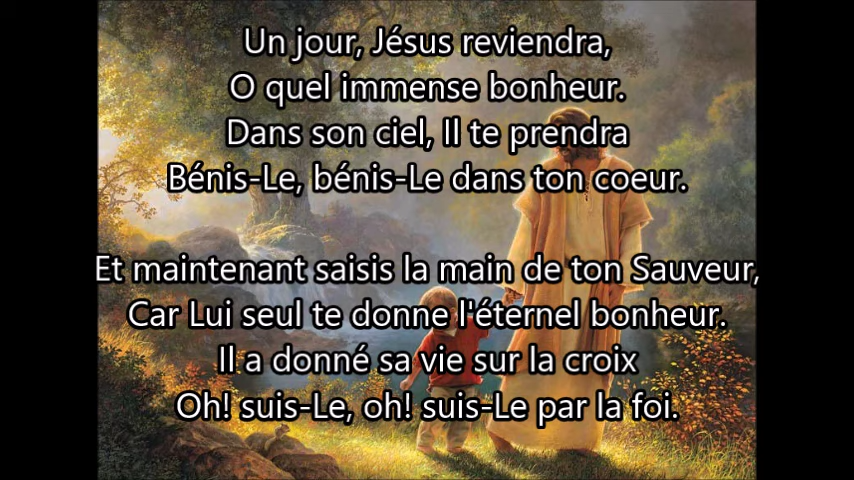 Un jour, Jésus reviendra,
O quel immense bonheur.
Dans son ciel, Il te prendra
Bénis-Le, bénis-Le dans ton coeur.
Et maintenant saisis la main de ton Sauveur,
Car Lui seul te donne l'éternel bonheur.
Il a donné sa vie sur la croix
Oh! suis-Le, oh! suis-Le par la foi.